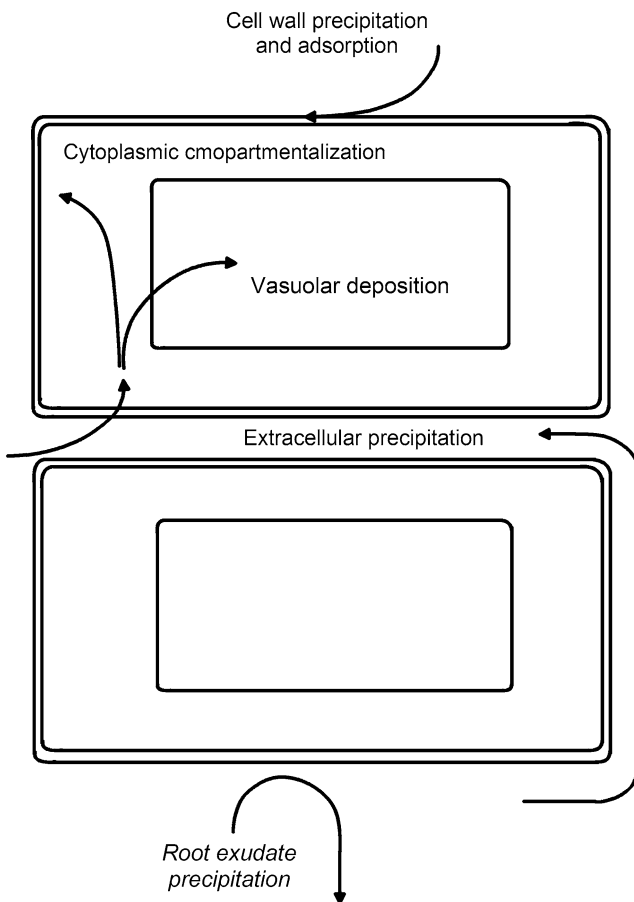 Cell wall precipitation
and adsorption
Cytoplasmic cmopartmentalization
Vasuolar deposition
Extracellular precipitation
Root exudate
precipitation